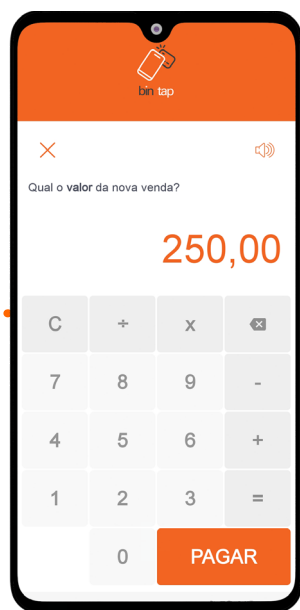 bin tap
Qual o valor da nova venda?
250,00
C ÷ x
7 8 9 -
4 5 6 +
1 2 3 =
0 PAGAR